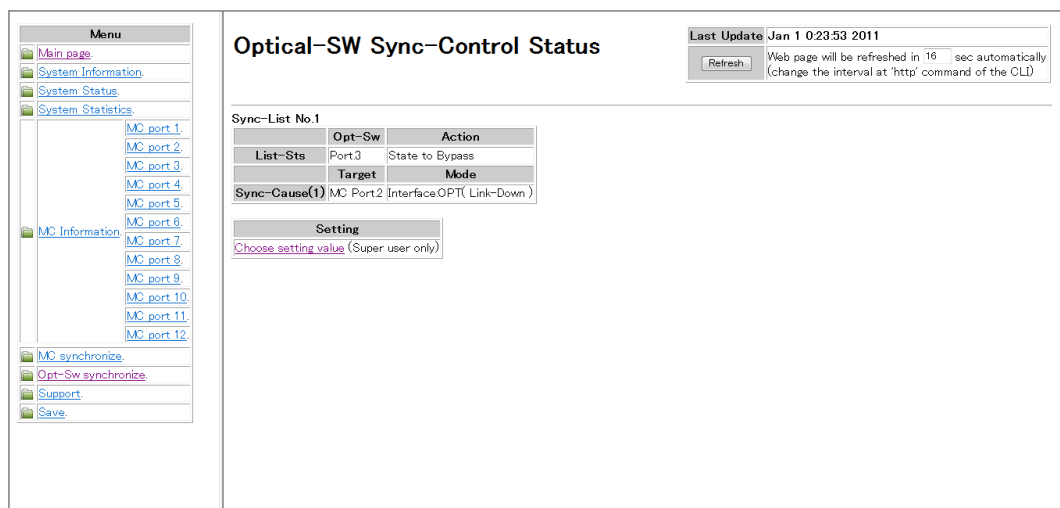 Menu
Main page.
System Information.
System Status.
System Statistics.
MC Information.
MC port 1.
MC port 2.
MC port 3.
MC port 4.
MC port 5.
MC port 6.
MC port 7.
MC port 8.
MC port 9.
MC port 10.
MC port 11.
MC port 12.
MC synchronize.
Opt-Sw synchronize.
Support.
Save.
Optical-SW Sync-Control Status
Last Update Jan 1 0:23:53 2011
Refresh
Web page will be refreshed in 16 sec automatically
(change the interval at 'http' command of the CLI)
Sync-List No.1
Opt-Sw Action
List-Sts Port.3 State to Bypass
Target Mode
Sync-Cause(1) MC Port.2 Interface.OPT( Link-Down )
Setting
Choose setting value (Super user only)